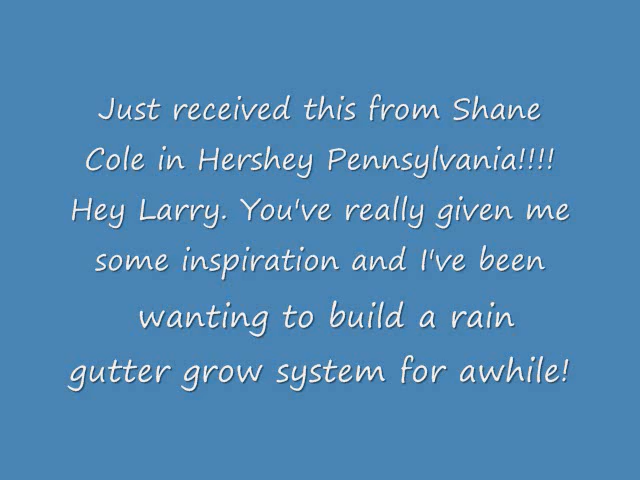 Just received this from Shane
Cole in Hershey Pennsylvania!!!!
Hey Larry. You've really given me
some inspiration and I've been
wanting to build a rain
gutter grow system for awhile!